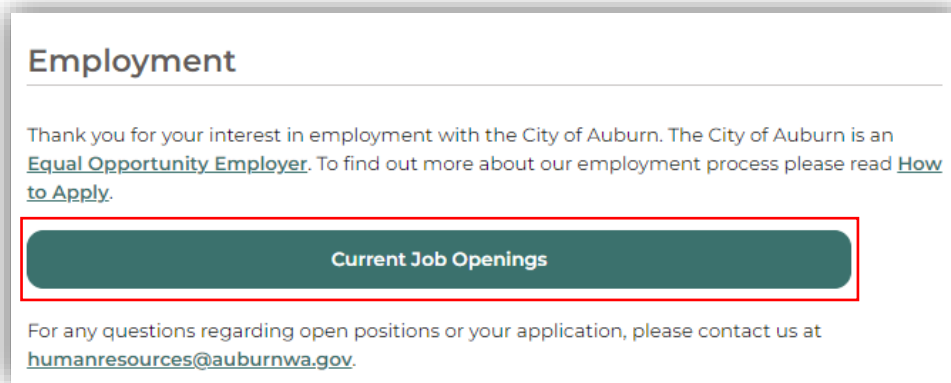 Employment
Thank you for your interest in employment with the City of Auburn. The City of Auburn is an
Equal Opportunity Employer. To find out more about our employment process please read How
to Apply.
Current Job Openings
For any questions regarding open positions or your application, please contact us at
humanresources@auburnwa.gov.